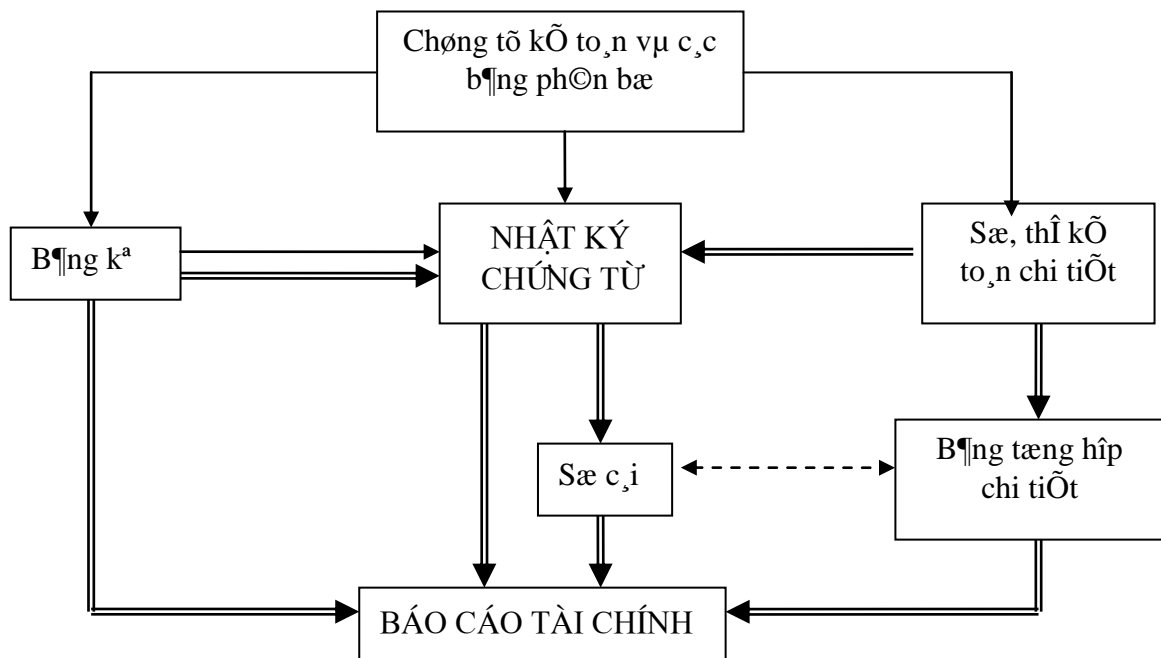 Chøng tõ kÕ to¸n vµ c¸c
b¶ng ph©n bæ
B¶ng kª
NHẬT KÝ
CHỨNG TỪ
Sæ, thÎ kÕ
to¸n chi tiÕt
Sæ c¸i
B¶ng tæng hîp
chi tiÕt
BÁO CÁO TÀI CHÍNH